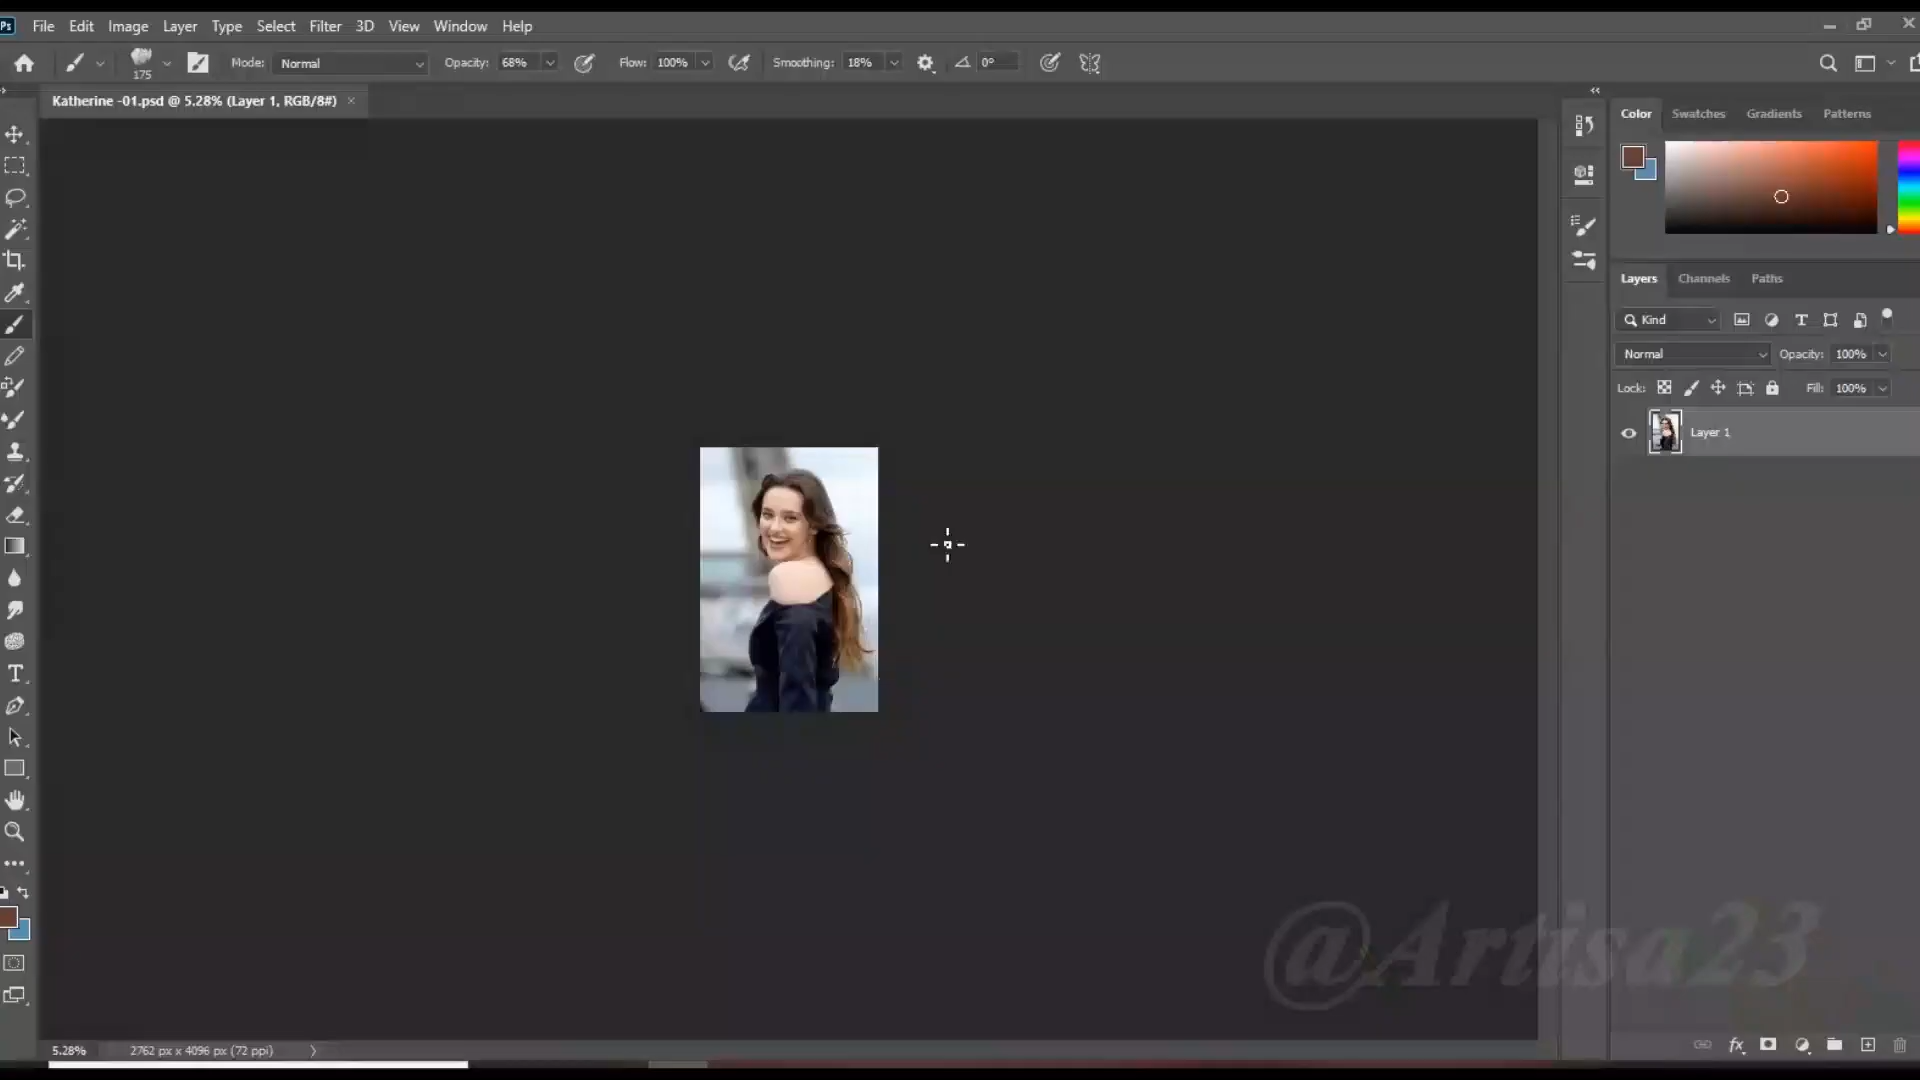 Ps File Edit Image Layer Type Select Filter 3D View Window Help
175 Mode: Normal Opacity: 68% Flow: 100% Smoothing: 18% 0°
Katherine -01.psd @ 5.28% (Layer 1, RGB/8#) ×
Color Swatches Gradients Patterns
Layers Channels Paths
Kind
Normal Opacity: 100%
Lock: Fill: 100%
Layer 1
@Artisa23
fx
5.28% 2762 px x 4096 px (72 ppi)